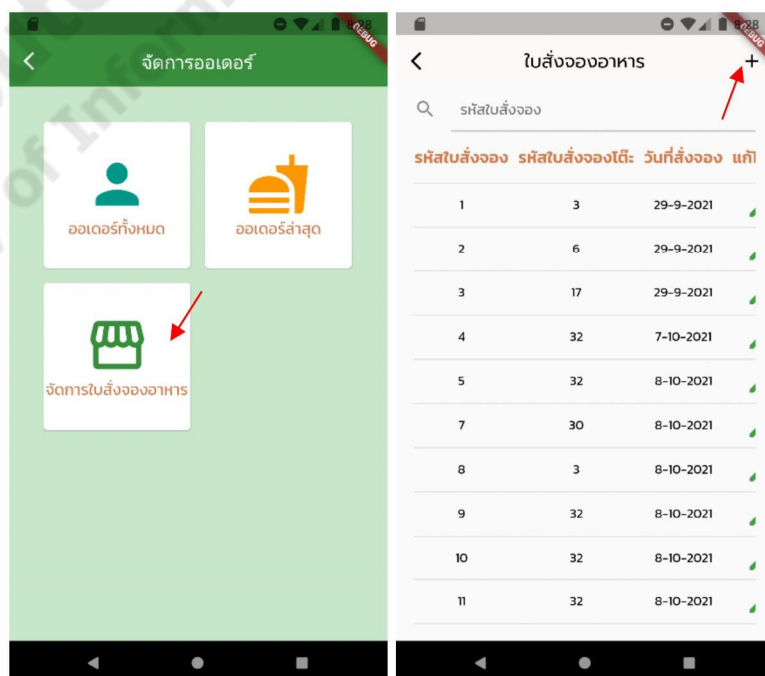 8:28
DEBUG
จัดการออเดอร์
ออเดอร์ทั้งหมด
ออเดอร์ล่าสุด
จัดการใบสั่งจองอาหาร
8:28
DEBUG
ใบสั่งจองอาหาร
รหัสใบสั่งจอง
รหัสใบสั่งจอง รหัสใบสั่งจองโต๊ะ วันที่สั่งจอง
1 3 29-9-2021
2 6 29-9-2021
3 17 29-9-2021
4 32 7-10-2021
5 32 8-10-2021
7 30 8-10-2021
8 3 8-10-2021
9 32 8-10-2021
10 32 8-10-2021
11 32 8-10-2021
of Inform